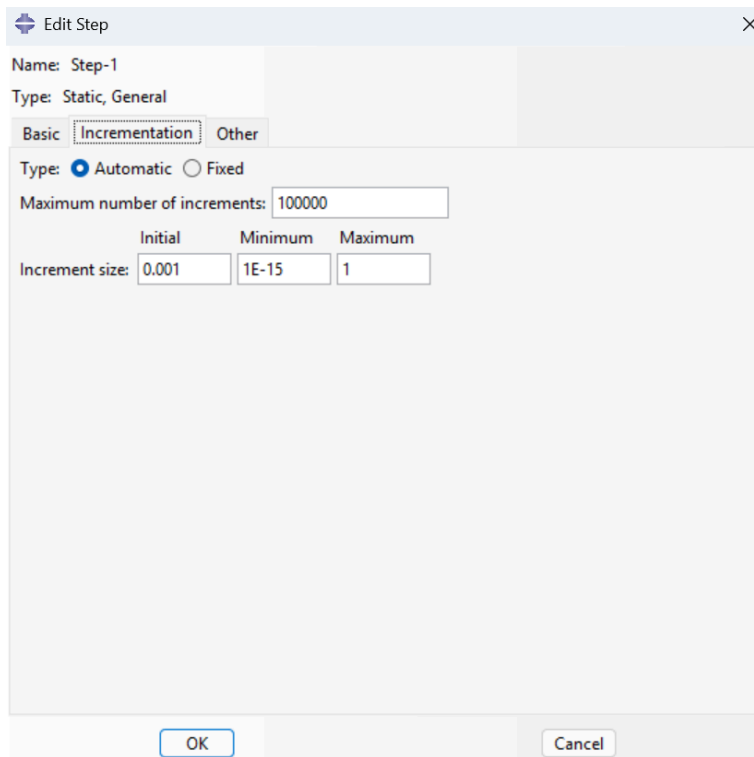 Edit Step
Name: Step-1
Type: Static, General
Basic Incrementation Other
Type: Automatic Fixed
Maximum number of increments: 100000
Initial Minimum Maximum
Increment size: 0.001 1E-15 1
OK Cancel